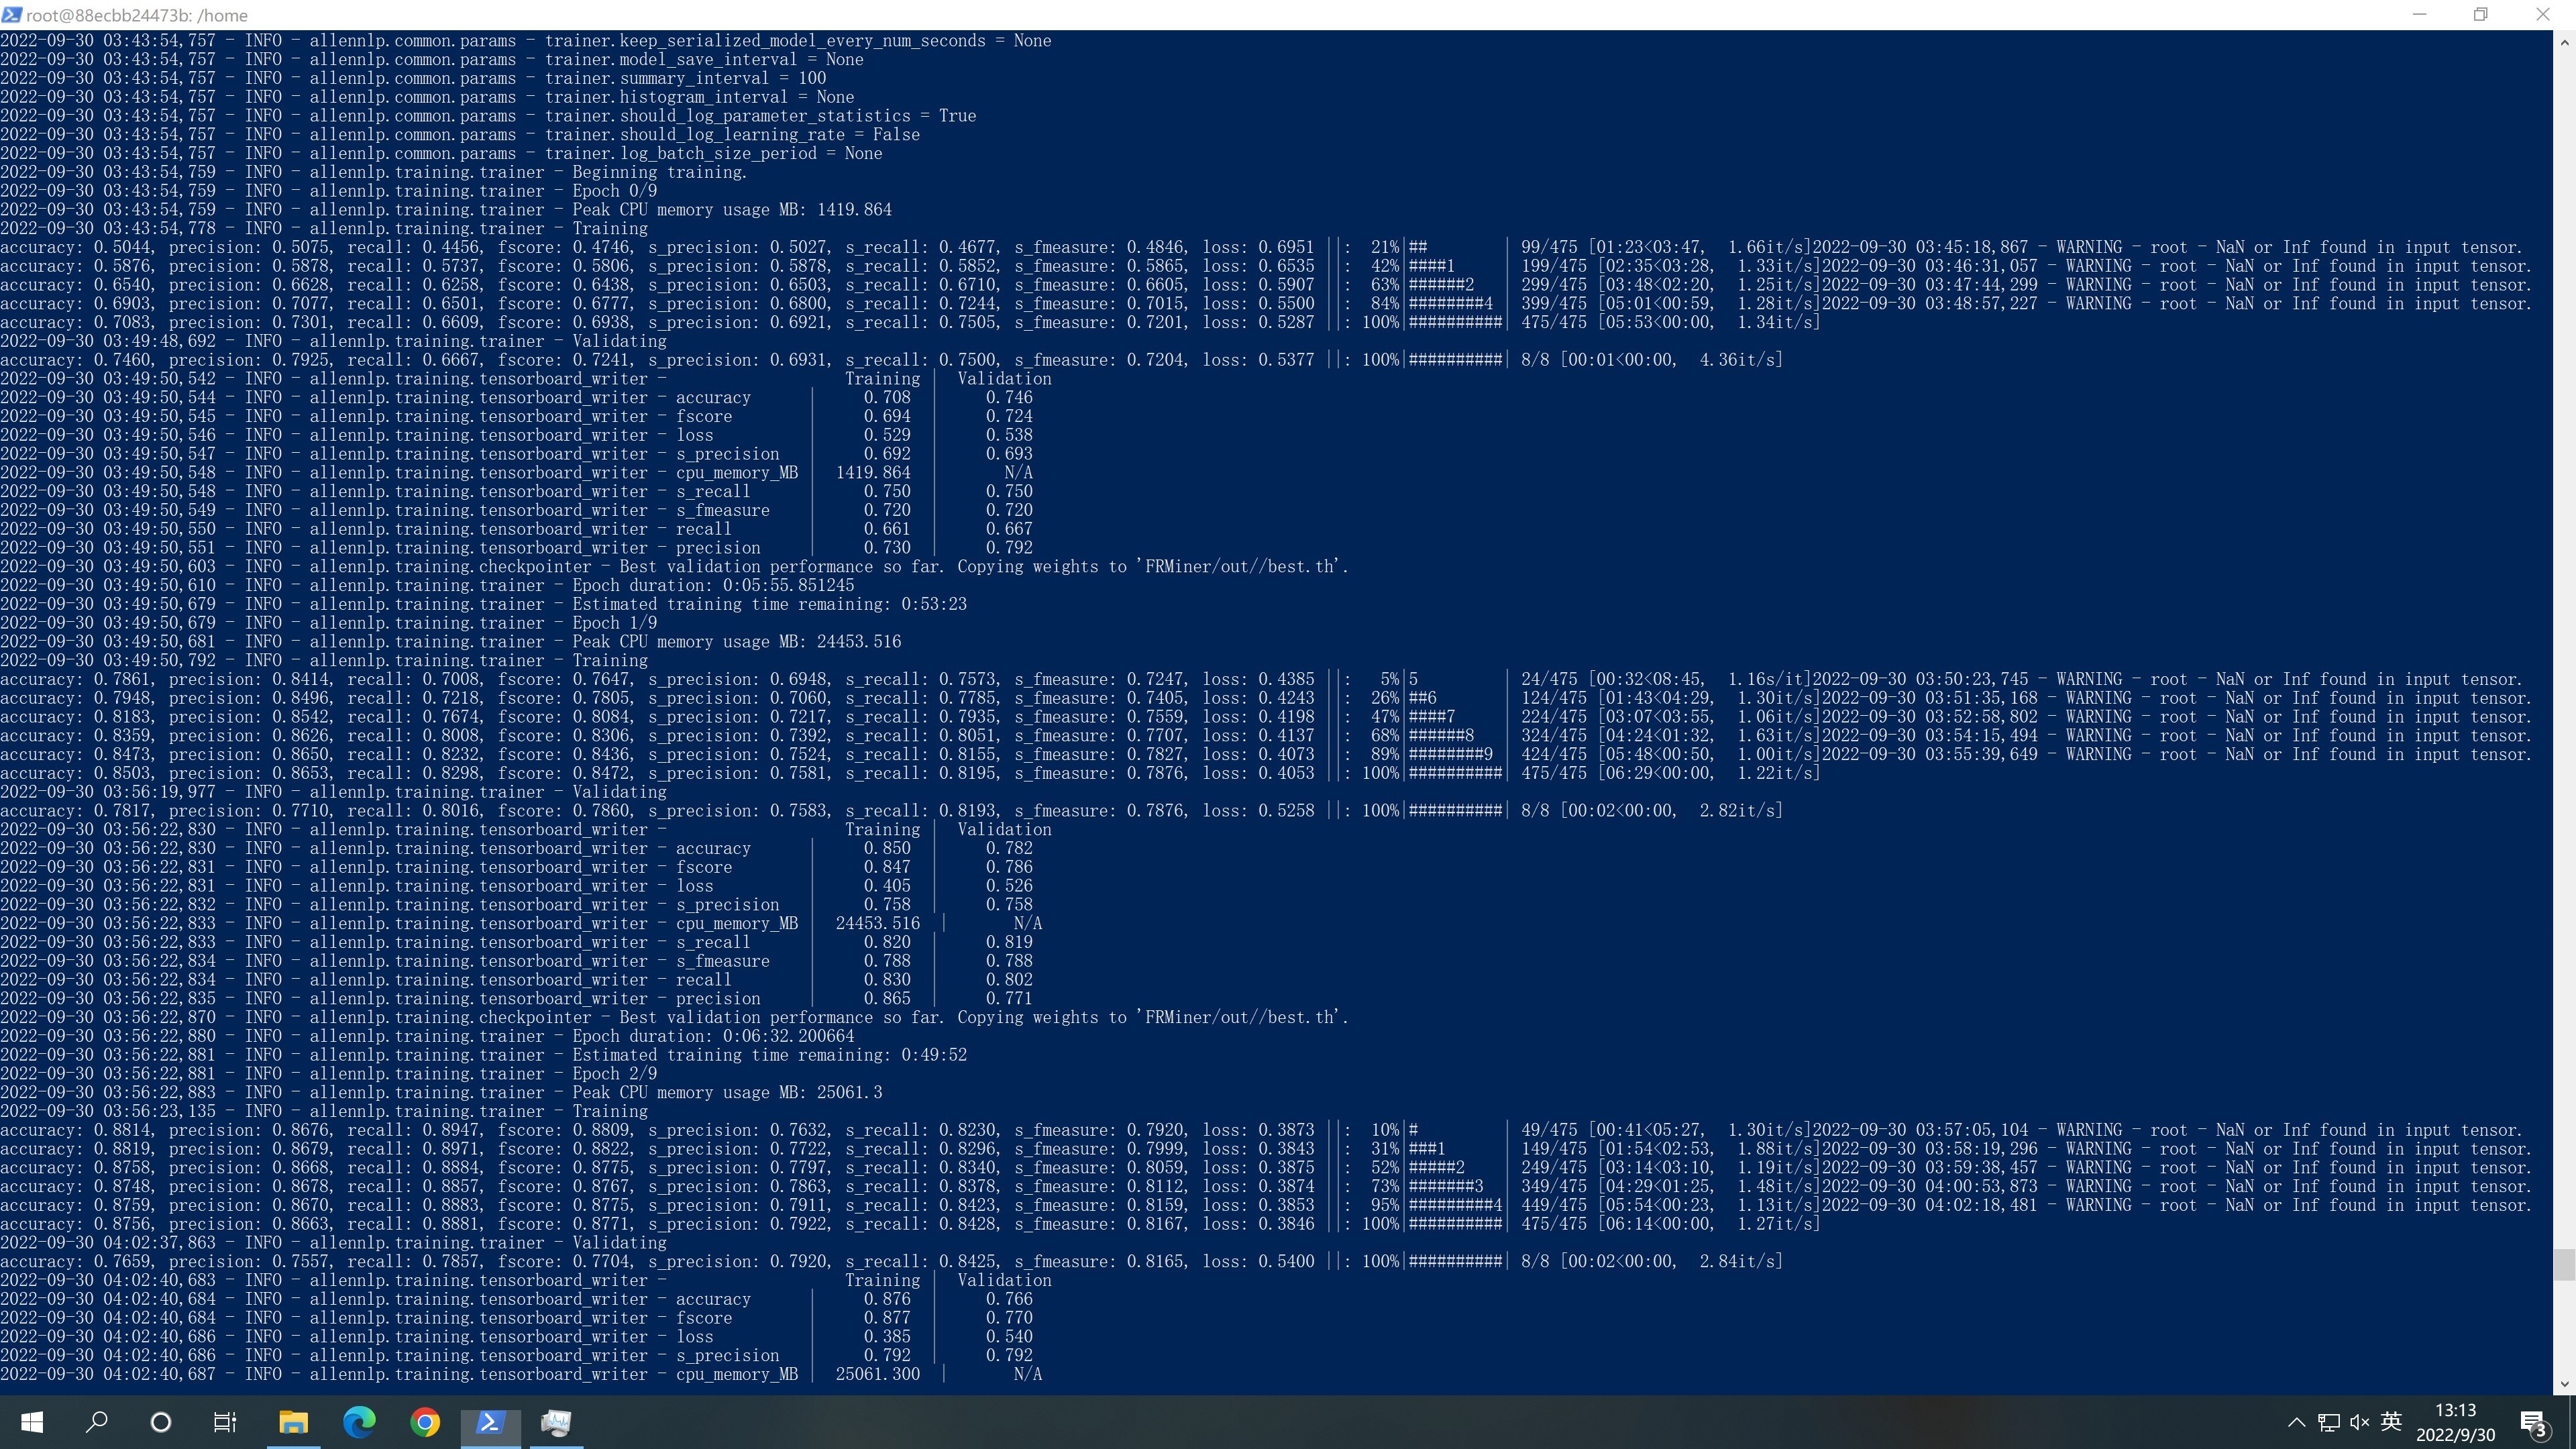 root@88ecbb24473b: /home
2022-09-30 03:43:54,757 - INFO - allennlp.common.params - trainer.keep_serialized_model_every_num_seconds = None
2022-09-30 03:43:54,757 - INFO - allennlp.common.params - trainer.model_save_interval = None
2022-09-30 03:43:54,757 - INFO - allennlp.common.params - trainer.summary_interval = 100
2022-09-30 03:43:54,757 - INFO - allennlp.common.params - trainer.histogram_interval = None
2022-09-30 03:43:54,757 - INFO - allennlp.common.params - trainer.should_log_parameter_statistics = True
2022-09-30 03:43:54,757 - INFO - allennlp.common.params - trainer.should_log_learning_rate = False
2022-09-30 03:43:54,757 - INFO - allennlp.common.params - trainer.log_batch_size_period = None
2022-09-30 03:43:54,759 - INFO - allennlp.training.trainer - Beginning training.
2022-09-30 03:43:54,759 - INFO - allennlp.training.trainer - Epoch 0/9
2022-09-30 03:43:54,759 - INFO - allennlp.training.trainer - Peak CPU memory usage MB: 1419.864
2022-09-30 03:43:54,778 - INFO - allennlp.training.trainer - Training
accuracy: 0.5044, precision: 0.5075, recall: 0.4456, fscore: 0.4746, s_precision: 0.5027, s_recall: 0.4677, s_fmeasure: 0.4846, loss: 0.6951 ||:  21%|##        | 99/475 [01:23<03:47,  1.66it/s]2022-09-30 03:45:18,867 - WARNING - root - NaN or Inf found in input tensor.
accuracy: 0.5876, precision: 0.5878, recall: 0.5737, fscore: 0.5806, s_precision: 0.5878, s_recall: 0.5852, s_fmeasure: 0.5865, loss: 0.6535 ||:  42%|####1     | 199/475 [02:35<03:28,  1.33it/s]2022-09-30 03:46:31,057 - WARNING - root - NaN or Inf found in input tensor.
accuracy: 0.6540, precision: 0.6628, recall: 0.6258, fscore: 0.6438, s_precision: 0.6503, s_recall: 0.6710, s_fmeasure: 0.6605, loss: 0.5907 ||:  63%|######2   | 299/475 [03:48<02:20,  1.25it/s]2022-09-30 03:47:44,299 - WARNING - root - NaN or Inf found in input tensor.
accuracy: 0.6903, precision: 0.7077, recall: 0.6501, fscore: 0.6777, s_precision: 0.6800, s_recall: 0.7244, s_fmeasure: 0.7015, loss: 0.5500 ||:  84%|########4 | 399/475 [05:01<00:59,  1.28it/s]2022-09-30 03:48:57,227 - WARNING - root - NaN or Inf found in input tensor.
accuracy: 0.7083, precision: 0.7301, recall: 0.6609, fscore: 0.6938, s_precision: 0.6921, s_recall: 0.7505, s_fmeasure: 0.7201, loss: 0.5287 ||: 100%|##########| 475/475 [05:53<00:00,  1.34it/s]
2022-09-30 03:49:48,692 - INFO - allennlp.training.trainer - Validating
accuracy: 0.7460, precision: 0.7925, recall: 0.6667, fscore: 0.7241, s_precision: 0.6931, s_recall: 0.7500, s_fmeasure: 0.7204, loss: 0.5377 ||: 100%|##########| 8/8 [00:01<00:00,  4.36it/s]
2022-09-30 03:49:50,542 - INFO - allennlp.training.tensorboard_writer -                    Training |  Validation
2022-09-30 03:49:50,544 - INFO - allennlp.training.tensorboard_writer - accuracy       |     0.708  |     0.746
2022-09-30 03:49:50,545 - INFO - allennlp.training.tensorboard_writer - fscore         |     0.694  |     0.724
2022-09-30 03:49:50,546 - INFO - allennlp.training.tensorboard_writer - loss           |     0.529  |     0.538
2022-09-30 03:49:50,547 - INFO - allennlp.training.tensorboard_writer - s_precision    |     0.692  |     0.693
2022-09-30 03:49:50,548 - INFO - allennlp.training.tensorboard_writer - cpu_memory_MB  |  1419.864  |       N/A
2022-09-30 03:49:50,548 - INFO - allennlp.training.tensorboard_writer - s_recall       |     0.750  |     0.750
2022-09-30 03:49:50,549 - INFO - allennlp.training.tensorboard_writer - s_fmeasure     |     0.720  |     0.720
2022-09-30 03:49:50,550 - INFO - allennlp.training.tensorboard_writer - recall         |     0.661  |     0.667
2022-09-30 03:49:50,551 - INFO - allennlp.training.tensorboard_writer - precision      |     0.730  |     0.792
2022-09-30 03:49:50,603 - INFO - allennlp.training.checkpointer - Best validation performance so far. Copying weights to 'FRMiner/out//best.th'.
2022-09-30 03:49:50,610 - INFO - allennlp.training.trainer - Epoch duration: 0:05:55.851245
2022-09-30 03:49:50,679 - INFO - allennlp.training.trainer - Estimated training time remaining: 0:53:23
2022-09-30 03:49:50,679 - INFO - allennlp.training.trainer - Epoch 1/9
2022-09-30 03:49:50,681 - INFO - allennlp.training.trainer - Peak CPU memory usage MB: 24453.516
2022-09-30 03:49:50,792 - INFO - allennlp.training.trainer - Training
accuracy: 0.7861, precision: 0.8414, recall: 0.7008, fscore: 0.7647, s_precision: 0.6948, s_recall: 0.7573, s_fmeasure: 0.7247, loss: 0.4385 ||:   5%|5         | 24/475 [00:32<08:45,  1.16s/it]2022-09-30 03:50:23,745 - WARNING - root - NaN or Inf found in input tensor.
accuracy: 0.7948, precision: 0.8496, recall: 0.7218, fscore: 0.7805, s_precision: 0.7060, s_recall: 0.7785, s_fmeasure: 0.7405, loss: 0.4243 ||:  26%|##6       | 124/475 [01:43<04:29,  1.30it/s]2022-09-30 03:51:35,168 - WARNING - root - NaN or Inf found in input tensor.
accuracy: 0.8183, precision: 0.8542, recall: 0.7674, fscore: 0.8084, s_precision: 0.7217, s_recall: 0.7935, s_fmeasure: 0.7559, loss: 0.4198 ||:  47%|####7     | 224/475 [03:07<03:55,  1.06it/s]2022-09-30 03:52:58,802 - WARNING - root - NaN or Inf found in input tensor.
accuracy: 0.8359, precision: 0.8626, recall: 0.8008, fscore: 0.8306, s_precision: 0.7392, s_recall: 0.8051, s_fmeasure: 0.7707, loss: 0.4137 ||:  68%|######8   | 324/475 [04:24<01:32,  1.63it/s]2022-09-30 03:54:15,494 - WARNING - root - NaN or Inf found in input tensor.
accuracy: 0.8473, precision: 0.8650, recall: 0.8232, fscore: 0.8436, s_precision: 0.7524, s_recall: 0.8155, s_fmeasure: 0.7827, loss: 0.4073 ||:  89%|########9 | 424/475 [05:48<00:50,  1.00it/s]2022-09-30 03:55:39,649 - WARNING - root - NaN or Inf found in input tensor.
accuracy: 0.8503, precision: 0.8653, recall: 0.8298, fscore: 0.8472, s_precision: 0.7581, s_recall: 0.8195, s_fmeasure: 0.7876, loss: 0.4053 ||: 100%|##########| 475/475 [06:29<00:00,  1.22it/s]
2022-09-30 03:56:19,977 - INFO - allennlp.training.trainer - Validating
accuracy: 0.7817, precision: 0.7710, recall: 0.8016, fscore: 0.7860, s_precision: 0.7583, s_recall: 0.8193, s_fmeasure: 0.7876, loss: 0.5258 ||: 100%|##########| 8/8 [00:02<00:00,  2.82it/s]
2022-09-30 03:56:22,830 - INFO - allennlp.training.tensorboard_writer -                    Training |  Validation
2022-09-30 03:56:22,830 - INFO - allennlp.training.tensorboard_writer - accuracy       |     0.850  |     0.782
2022-09-30 03:56:22,831 - INFO - allennlp.training.tensorboard_writer - fscore         |     0.847  |     0.786
2022-09-30 03:56:22,831 - INFO - allennlp.training.tensorboard_writer - loss           |     0.405  |     0.526
2022-09-30 03:56:22,832 - INFO - allennlp.training.tensorboard_writer - s_precision    |     0.758  |     0.758
2022-09-30 03:56:22,833 - INFO - allennlp.training.tensorboard_writer - cpu_memory_MB  |  24453.516  |       N/A
2022-09-30 03:56:22,833 - INFO - allennlp.training.tensorboard_writer - s_recall       |     0.820  |     0.819
2022-09-30 03:56:22,834 - INFO - allennlp.training.tensorboard_writer - s_fmeasure     |     0.788  |     0.788
2022-09-30 03:56:22,834 - INFO - allennlp.training.tensorboard_writer - recall         |     0.830  |     0.802
2022-09-30 03:56:22,835 - INFO - allennlp.training.tensorboard_writer - precision      |     0.865  |     0.771
2022-09-30 03:56:22,870 - INFO - allennlp.training.checkpointer - Best validation performance so far. Copying weights to 'FRMiner/out//best.th'.
2022-09-30 03:56:22,880 - INFO - allennlp.training.trainer - Epoch duration: 0:06:32.200664
2022-09-30 03:56:22,881 - INFO - allennlp.training.trainer - Estimated training time remaining: 0:49:52
2022-09-30 03:56:22,881 - INFO - allennlp.training.trainer - Epoch 2/9
2022-09-30 03:56:22,883 - INFO - allennlp.training.trainer - Peak CPU memory usage MB: 25061.3
2022-09-30 03:56:23,135 - INFO - allennlp.training.trainer - Training
accuracy: 0.8814, precision: 0.8676, recall: 0.8947, fscore: 0.8809, s_precision: 0.7632, s_recall: 0.8230, s_fmeasure: 0.7920, loss: 0.3873 ||:  10%|#         | 49/475 [00:41<05:27,  1.30it/s]2022-09-30 03:57:05,104 - WARNING - root - NaN or Inf found in input tensor.
accuracy: 0.8819, precision: 0.8679, recall: 0.8971, fscore: 0.8822, s_precision: 0.7722, s_recall: 0.8296, s_fmeasure: 0.7999, loss: 0.3843 ||:  31%|###1      | 149/475 [01:54<02:53,  1.88it/s]2022-09-30 03:58:19,296 - WARNING - root - NaN or Inf found in input tensor.
accuracy: 0.8758, precision: 0.8668, recall: 0.8884, fscore: 0.8775, s_precision: 0.7797, s_recall: 0.8340, s_fmeasure: 0.8059, loss: 0.3875 ||:  52%|#####2    | 249/475 [03:14<03:10,  1.19it/s]2022-09-30 03:59:38,457 - WARNING - root - NaN or Inf found in input tensor.
accuracy: 0.8748, precision: 0.8678, recall: 0.8857, fscore: 0.8767, s_precision: 0.7863, s_recall: 0.8378, s_fmeasure: 0.8112, loss: 0.3874 ||:  73%|#######3  | 349/475 [04:29<01:25,  1.48it/s]2022-09-30 04:00:53,873 - WARNING - root - NaN or Inf found in input tensor.
accuracy: 0.8759, precision: 0.8670, recall: 0.8883, fscore: 0.8775, s_precision: 0.7911, s_recall: 0.8423, s_fmeasure: 0.8159, loss: 0.3853 ||:  95%|#########4| 449/475 [05:54<00:23,  1.13it/s]2022-09-30 04:02:18,481 - WARNING - root - NaN or Inf found in input tensor.
accuracy: 0.8756, precision: 0.8663, recall: 0.8881, fscore: 0.8771, s_precision: 0.7922, s_recall: 0.8428, s_fmeasure: 0.8167, loss: 0.3846 ||: 100%|##########| 475/475 [06:14<00:00,  1.27it/s]
2022-09-30 04:02:37,863 - INFO - allennlp.training.trainer - Validating
accuracy: 0.7659, precision: 0.7557, recall: 0.7857, fscore: 0.7704, s_precision: 0.7920, s_recall: 0.8425, s_fmeasure: 0.8165, loss: 0.5400 ||: 100%|##########| 8/8 [00:02<00:00,  2.84it/s]
2022-09-30 04:02:40,683 - INFO - allennlp.training.tensorboard_writer -                    Training |  Validation
2022-09-30 04:02:40,684 - INFO - allennlp.training.tensorboard_writer - accuracy       |     0.876  |     0.766
2022-09-30 04:02:40,684 - INFO - allennlp.training.tensorboard_writer - fscore         |     0.877  |     0.770
2022-09-30 04:02:40,686 - INFO - allennlp.training.tensorboard_writer - loss           |     0.385  |     0.540
2022-09-30 04:02:40,686 - INFO - allennlp.training.tensorboard_writer - s_precision    |     0.792  |     0.792
2022-09-30 04:02:40,687 - INFO - allennlp.training.tensorboard_writer - cpu_memory_MB  |  25061.300  |       N/A
英
13:13
2022/9/30
3